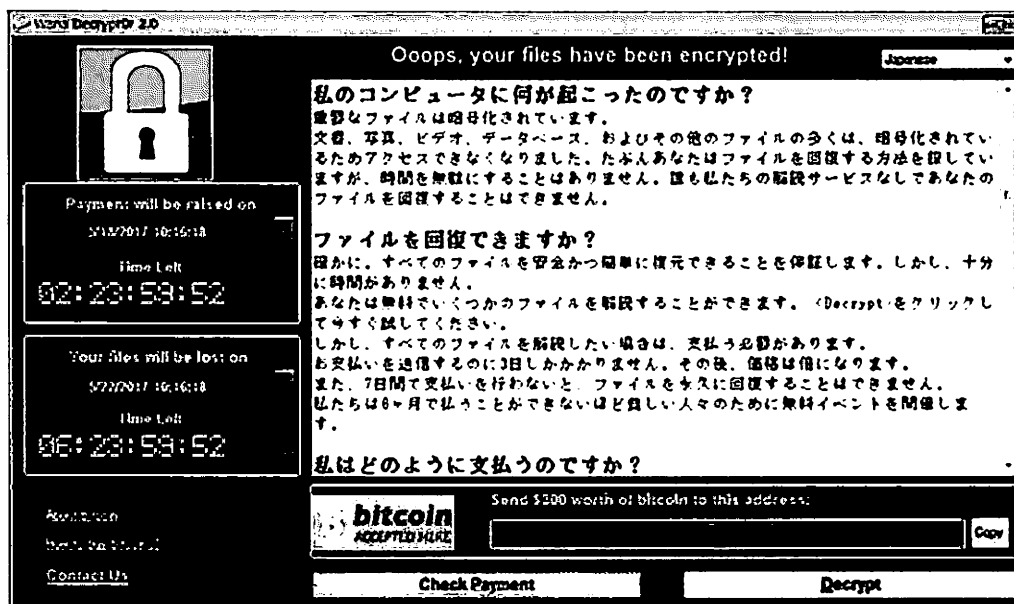 Wana Decrypt0r 2.0
Ooops, your files have been encrypted!
Japanese
Payment will be raised on
5/18/2017 10:16:18
Time Left
02:23:59:52
Your files will be lost on
5/22/2017 10:16:18
Time Left
06:23:59:52
Contact Us
私のコンピュータに何が起こったのですか？
重要なファイルは暗号化されています。
文書、写真、ビデオ、データベース、およびその他のファイルの多くは、暗号化されてい
るためアクセスできなくなりました。たぶんあなたはファイルを回復する方法を探してい
ますが、時間を無駄にすることはありません。誰も私たちの解読サービスなしであなたの
ファイルを回復することはできません。
ファイルを回復できますか？
確かに。すべてのファイルを安全かつ簡単に復元できることを保証します。しかし、十分
に時間がありません。
あなたは無料でいくつかのファイルを解読することができます。 <Decrypt>をクリックし
て今すぐ試してください。
しかし、すべてのファイルを解読したい場合は、支払う必要があります。
お支払いを送信するのに3日しかかかりません。その後、価格は倍になります。
また、7日間で支払いを行わないと、ファイルを永久に回復することはできません。
私たちは6ヶ月で払うことができないほど貧しい人々のために無料イベントを開催しま
す。
私はどのように支払うのですか？
bitcoin
ACCEPTED HERE
Send $300 worth of bitcoin to this address:
Copy
Check Payment
Decrypt